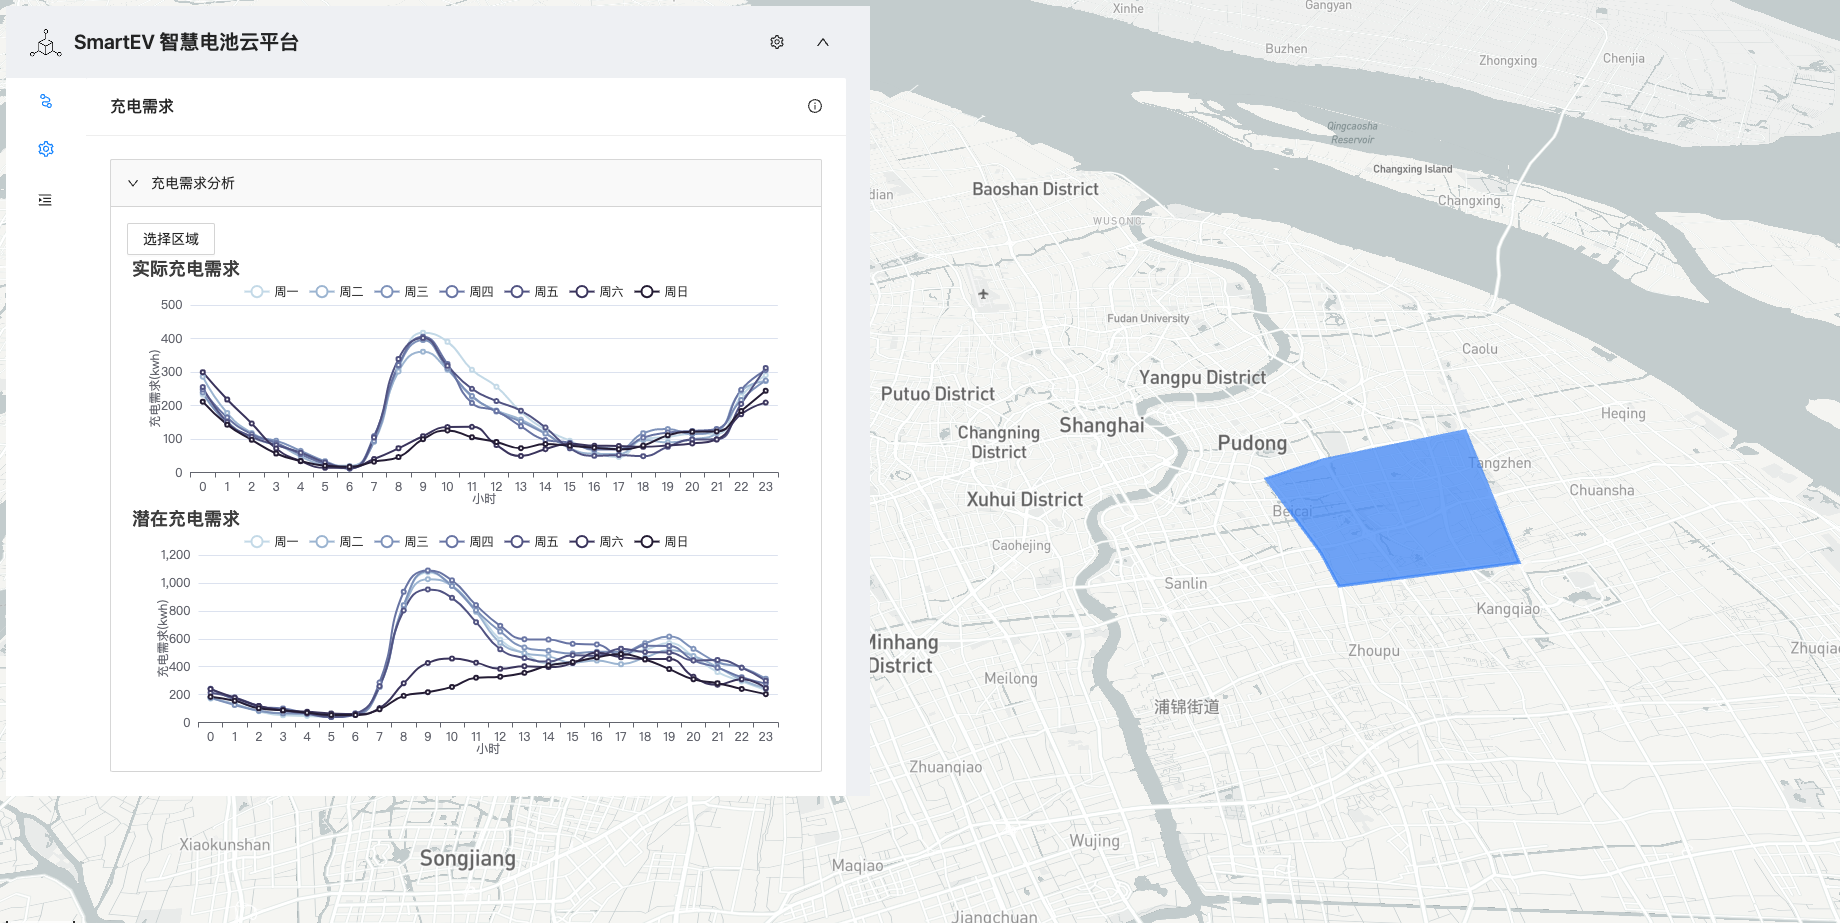 SmartEV 智慧电池云平台
充电需求
充电需求分析
选择区域
实际充电需求
周一 周二 周三 周四 周五 周六 周日
充电需求(kwh)
500
400
300
200
100
0
0 1 2 3 4 5 6 7 8 9 10 11 12 13 14 15 16 17 18 19 20 21 22 23
小时
潜在充电需求
周一 周二 周三 周四 周五 周六 周日
充电需求(kwh)
1,200
1,000
800
600
400
200
0
0 1 2 3 4 5 6 7 8 9 10 11 12 13 14 15 16 17 18 19 20 21 22 23
小时
Xinhe
Gangyan
Buzhen
Zhongxing
Chenjia
Qingcaosha
Reservoir
Changxing Island
Changxing
Baoshan District
dian
WUSONG
Fudan University
Caolu
Yangpu District
Putuo District
Heqing
Shanghai
Changning
District
Pudong
Tangzhen
Chuansha
Xuhui District
Beicai
Caohejing
Sanlin
Kangqiao
Minhang
District
Zhoupu
Zhuqiao
Meilong
浦锦街道
Zhuanqiao
Xiaokunshan
Songjiang
Maqiao
Wujing
Jiangchuan